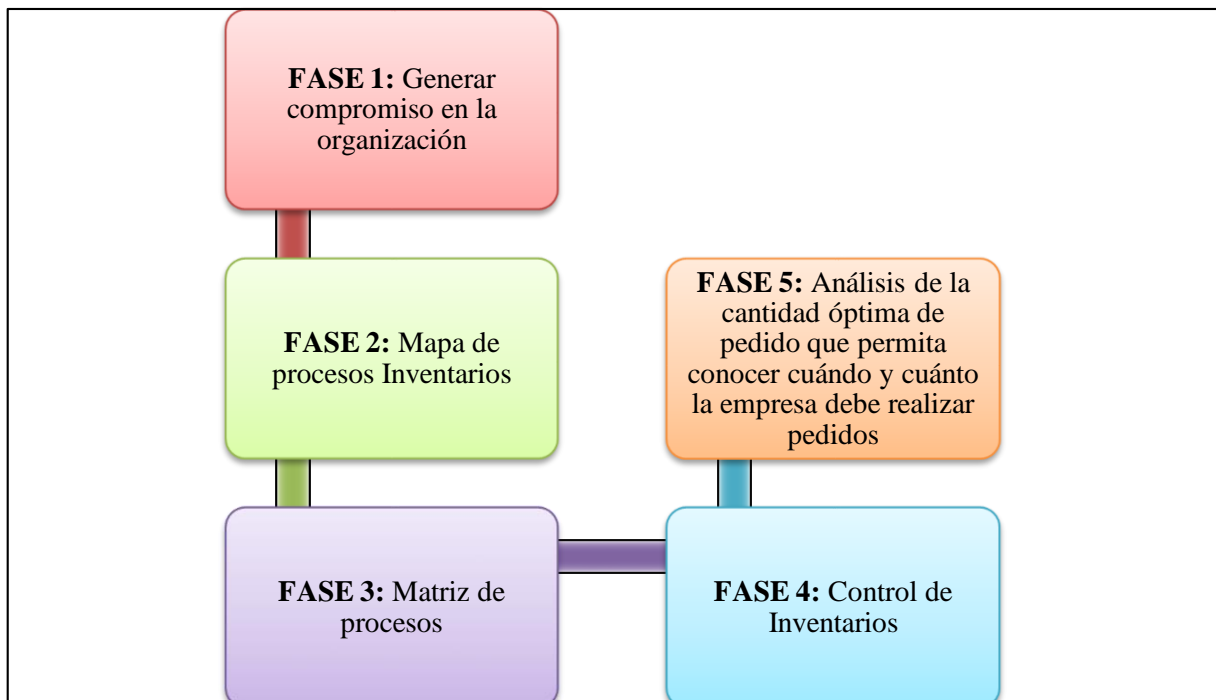 FASE 1: Generar
compromiso en la
organización
FASE 2: Mapa de
procesos Inventarios
FASE 3: Matriz de
procesos
FASE 4: Control de
Inventarios
FASE 5: Análisis de la
cantidad óptima de
pedido que permita
conocer cuándo y cuánto
la empresa debe realizar
pedidos